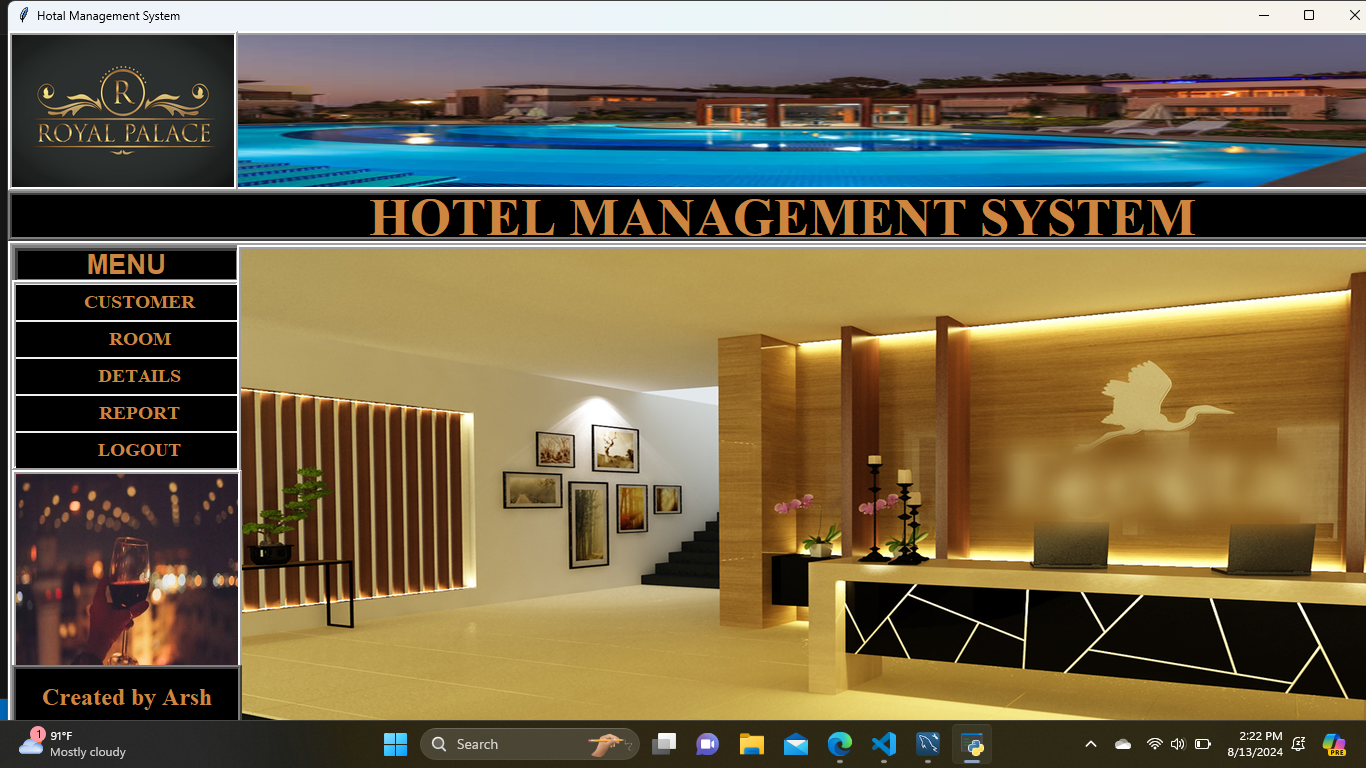 Hotal Management System
R
ROYAL PALACE
HOTEL MANAGEMENT SYSTEM
MENU
CUSTOMER
ROOM
DETAILS
REPORT
LOGOUT
Created by Arsh
1
91°F
Mostly cloudy
Search
2:22 PM
8/13/2024
PRE